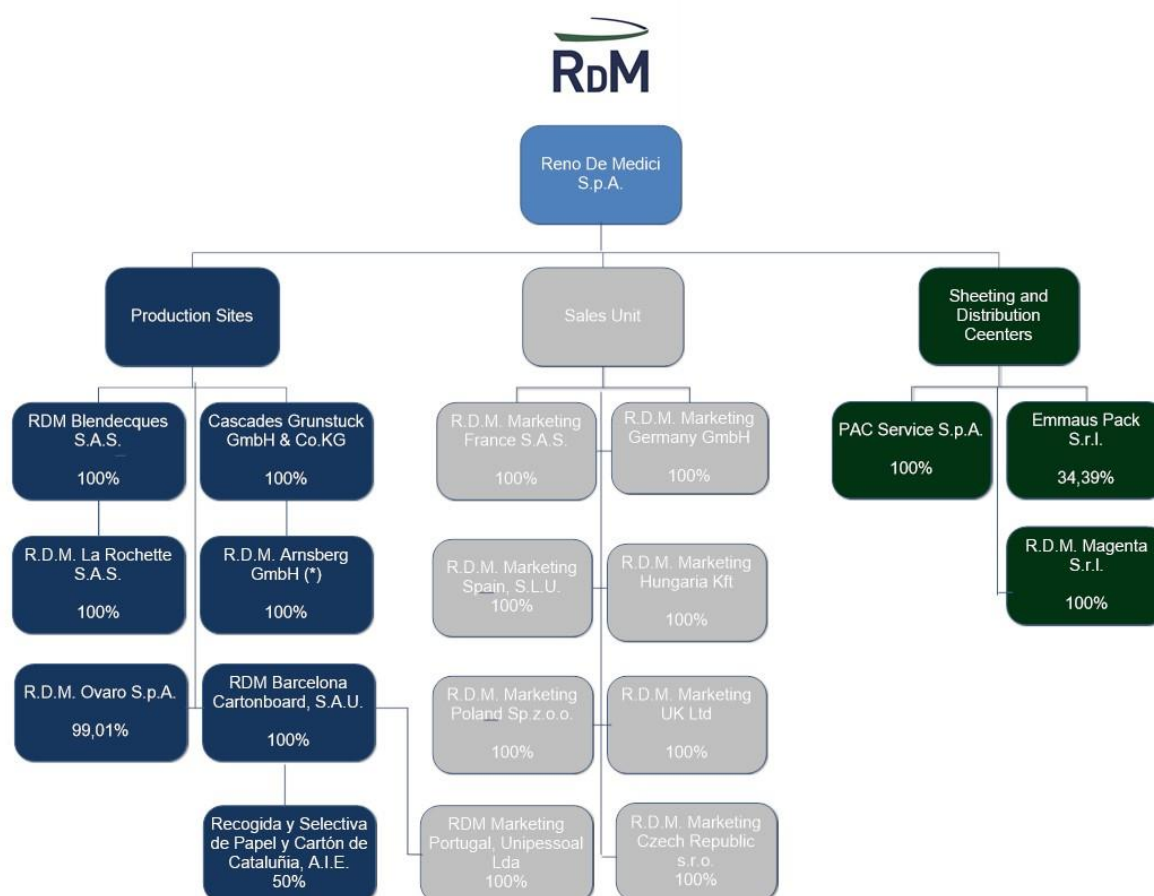 RDM
Reno De Medici
S.p.A.
Production Sites
Sales Unit
Sheeting and
Distribution
Ceenters
RDM Blendecques
S.A.S.
100%
Cascades Grunstuck
GmbH & Co.KG
100%
R.D.M. Marketing
France S.A.S.
100%
R.D.M. Marketing
Germany GmbH
100%
PAC Service S.p.A.
100%
Emmaus Pack
S.r.l.
34,39%
R.D.M. La Rochette
S.A.S.
100%
R.D.M. Arnsberg
GmbH (*)
100%
R.D.M. Marketing
Spain, S.L.U.
100%
R.D.M. Marketing
Hungaria Kft
100%
R.D.M. Magenta
S.r.l.
100%
R.D.M. Ovaro S.p.A.
99,01%
RDM Barcelona
Cartonboard, S.A.U.
100%
R.D.M. Marketing
Poland Sp.z.o.o.
100%
R.D.M. Marketing
UK Ltd
100%
Recogida y Selectiva
de Papel y Cartón de
Cataluñia, A.I.E.
50%
RDM Marketing
Portugal, Unipessoal
Lda
100%
R.D.M. Marketing
Czech Republic
s.r.o.
100%